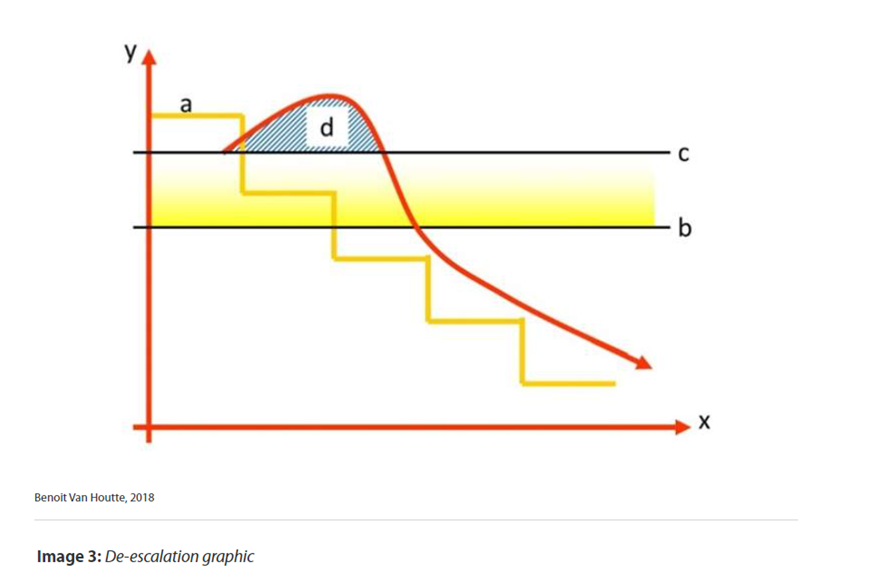 y
a
d
c
b
x
Benoit Van Houtte, 2018
Image 3: De-escalation graphic